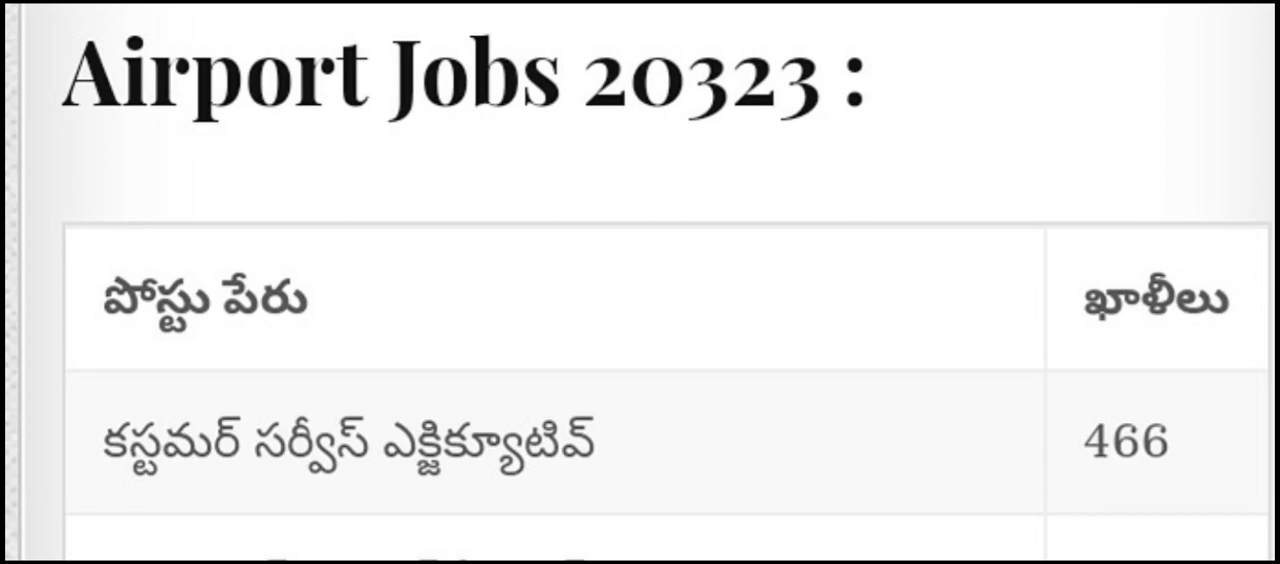 Airport Jobs 20323 :
పోస్టు పేరు ఖాళీలు
కస్టమర్ సర్వీస్ ఎక్జిక్యూటివ్ 466